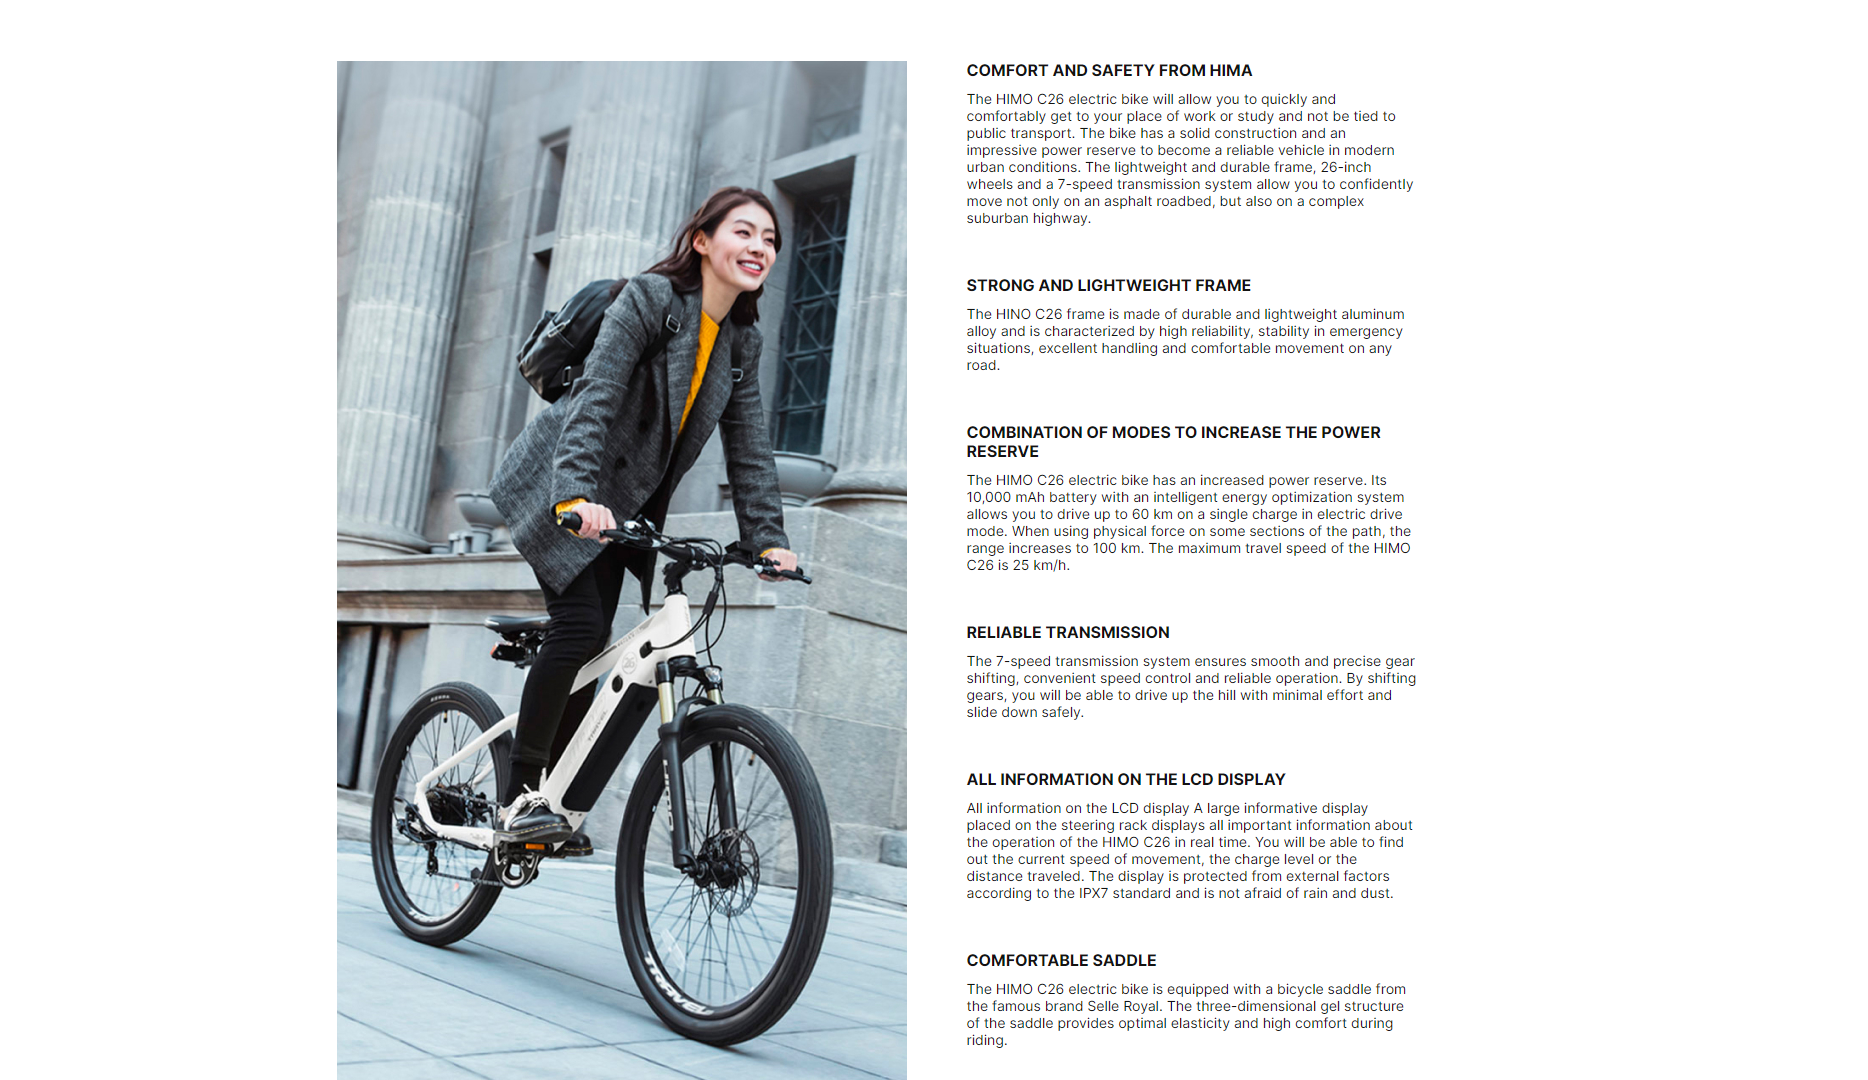 COMFORT AND SAFETY FROM HIMA
The HIMO C26 electric bike will allow you to quickly and
comfortably get to your place of work or study and not be tied to
public transport. The bike has a solid construction and an
impressive power reserve to become a reliable vehicle in modern
urban conditions. The lightweight and durable frame, 26-inch
wheels and a 7-speed transmission system allow you to confidently
move not only on an asphalt roadbed, but also on a complex
suburban highway.
STRONG AND LIGHTWEIGHT FRAME
The HINO C26 frame is made of durable and lightweight aluminum
alloy and is characterized by high reliability, stability in emergency
situations, excellent handling and comfortable movement on any
road.
COMBINATION OF MODES TO INCREASE THE POWER
RESERVE
The HIMO C26 electric bike has an increased power reserve. Its
10,000 mAh battery with an intelligent energy optimization system
allows you to drive up to 60 km on a single charge in electric drive
mode. When using physical force on some sections of the path, the
range increases to 100 km. The maximum travel speed of the HIMO
C26 is 25 km/h.
RELIABLE TRANSMISSION
The 7-speed transmission system ensures smooth and precise gear
shifting, convenient speed control and reliable operation. By shifting
gears, you will be able to drive up the hill with minimal effort and
slide down safely.
ALL INFORMATION ON THE LCD DISPLAY
All information on the LCD display A large informative display
placed on the steering rack displays all important information about
the operation of the HIMO C26 in real time. You will be able to find
out the current speed of movement, the charge level or the
distance traveled. The display is protected from external factors
according to the IPX7 standard and is not afraid of rain and dust.
COMFORTABLE SADDLE
The HIMO C26 electric bike is equipped with a bicycle saddle from
the famous brand Selle Royal. The three-dimensional gel structure
of the saddle provides optimal elasticity and high comfort during
riding.
TRAVEL